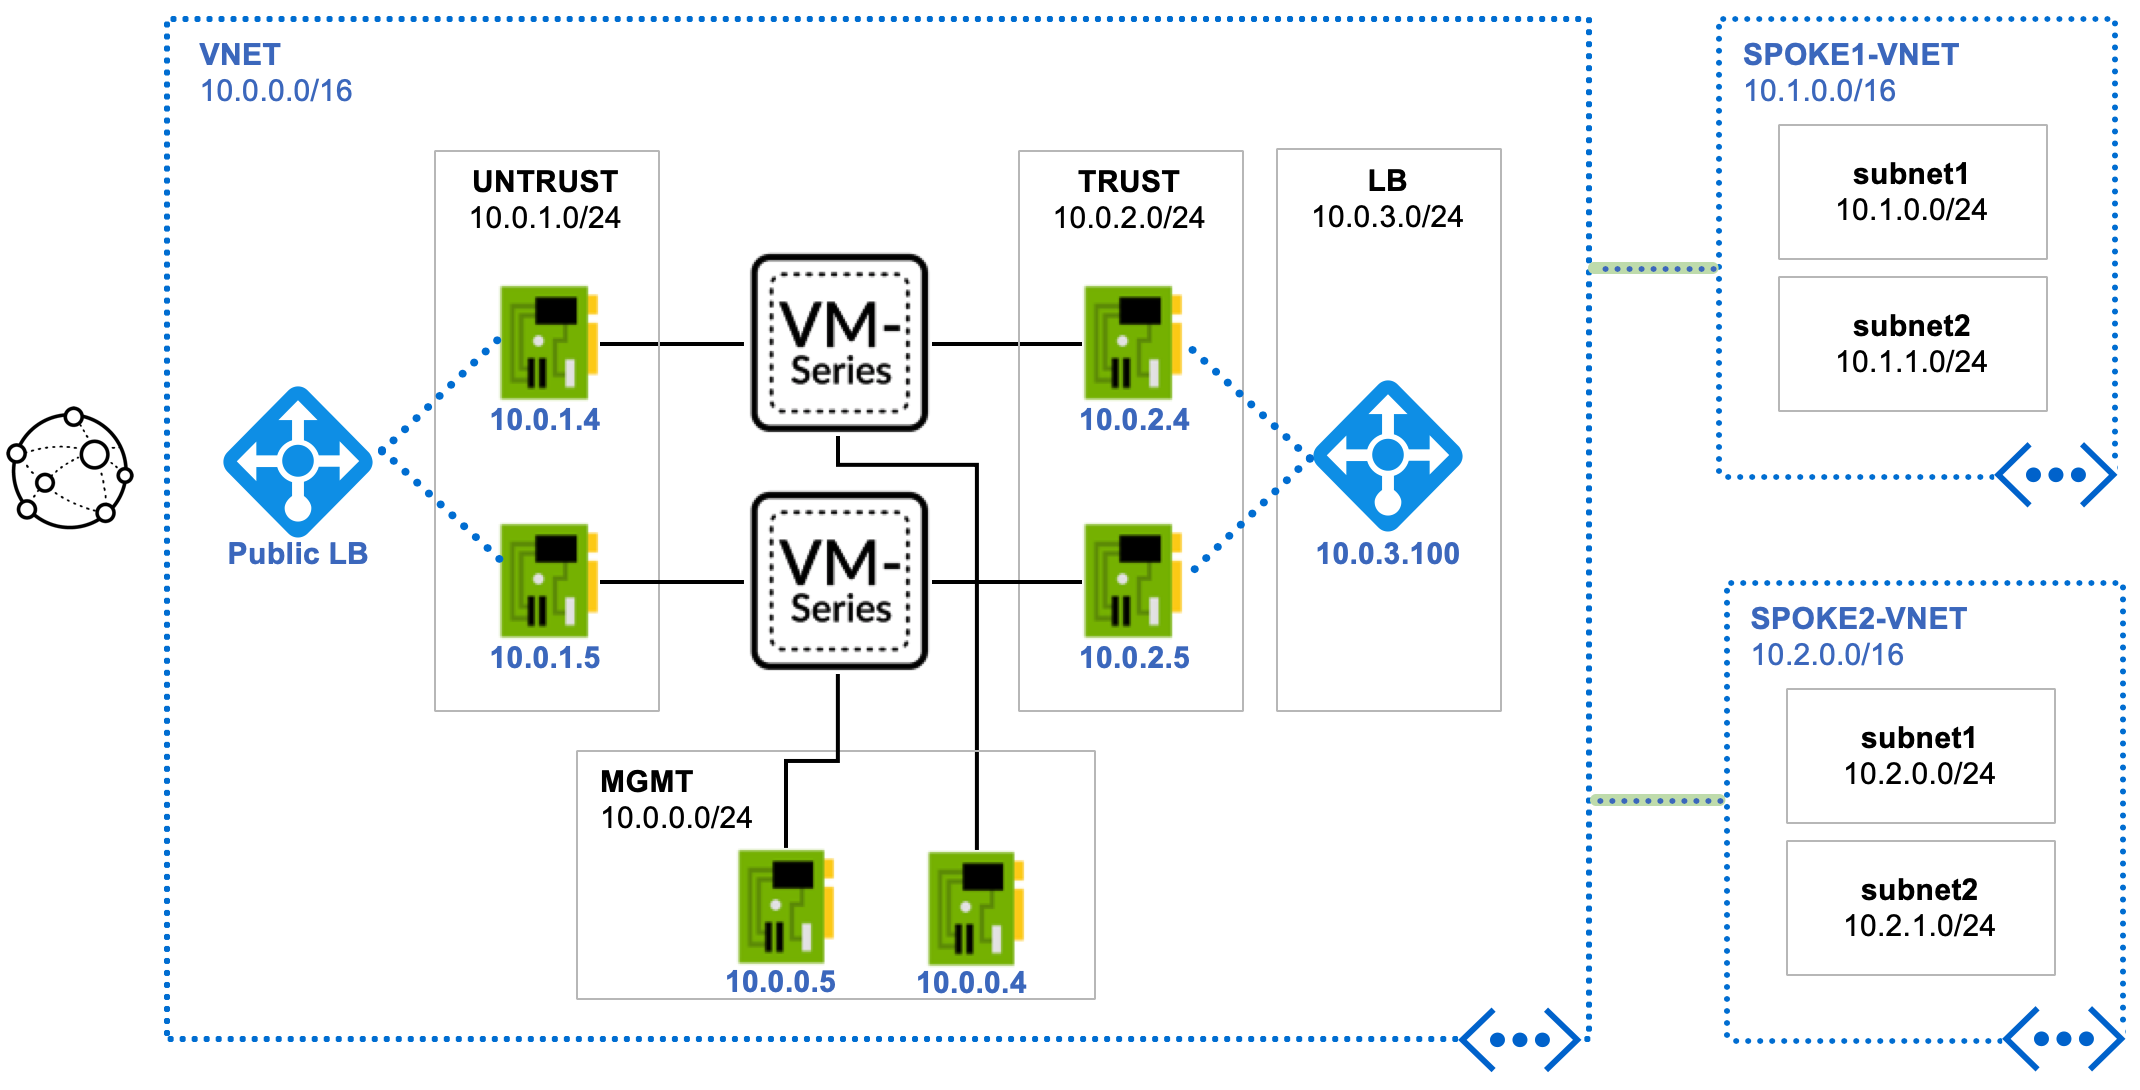 VNET
10.0.0.0/16
UNTRUST
10.0.1.0/24
TRUST
10.0.2.0/24
LB
10.0.3.0/24
VM-
Series
10.0.1.4
10.0.2.4
Public LB
10.0.3.100
VM-
Series
10.0.1.5
10.0.2.5
MGMT
10.0.0.0/24
10.0.0.5
10.0.0.4
SPOKE1-VNET
10.1.0.0/16
subnet1
10.1.0.0/24
subnet2
10.1.1.0/24
SPOKE2-VNET
10.2.0.0/16
subnet1
10.2.0.0/24
subnet2
10.2.1.0/24